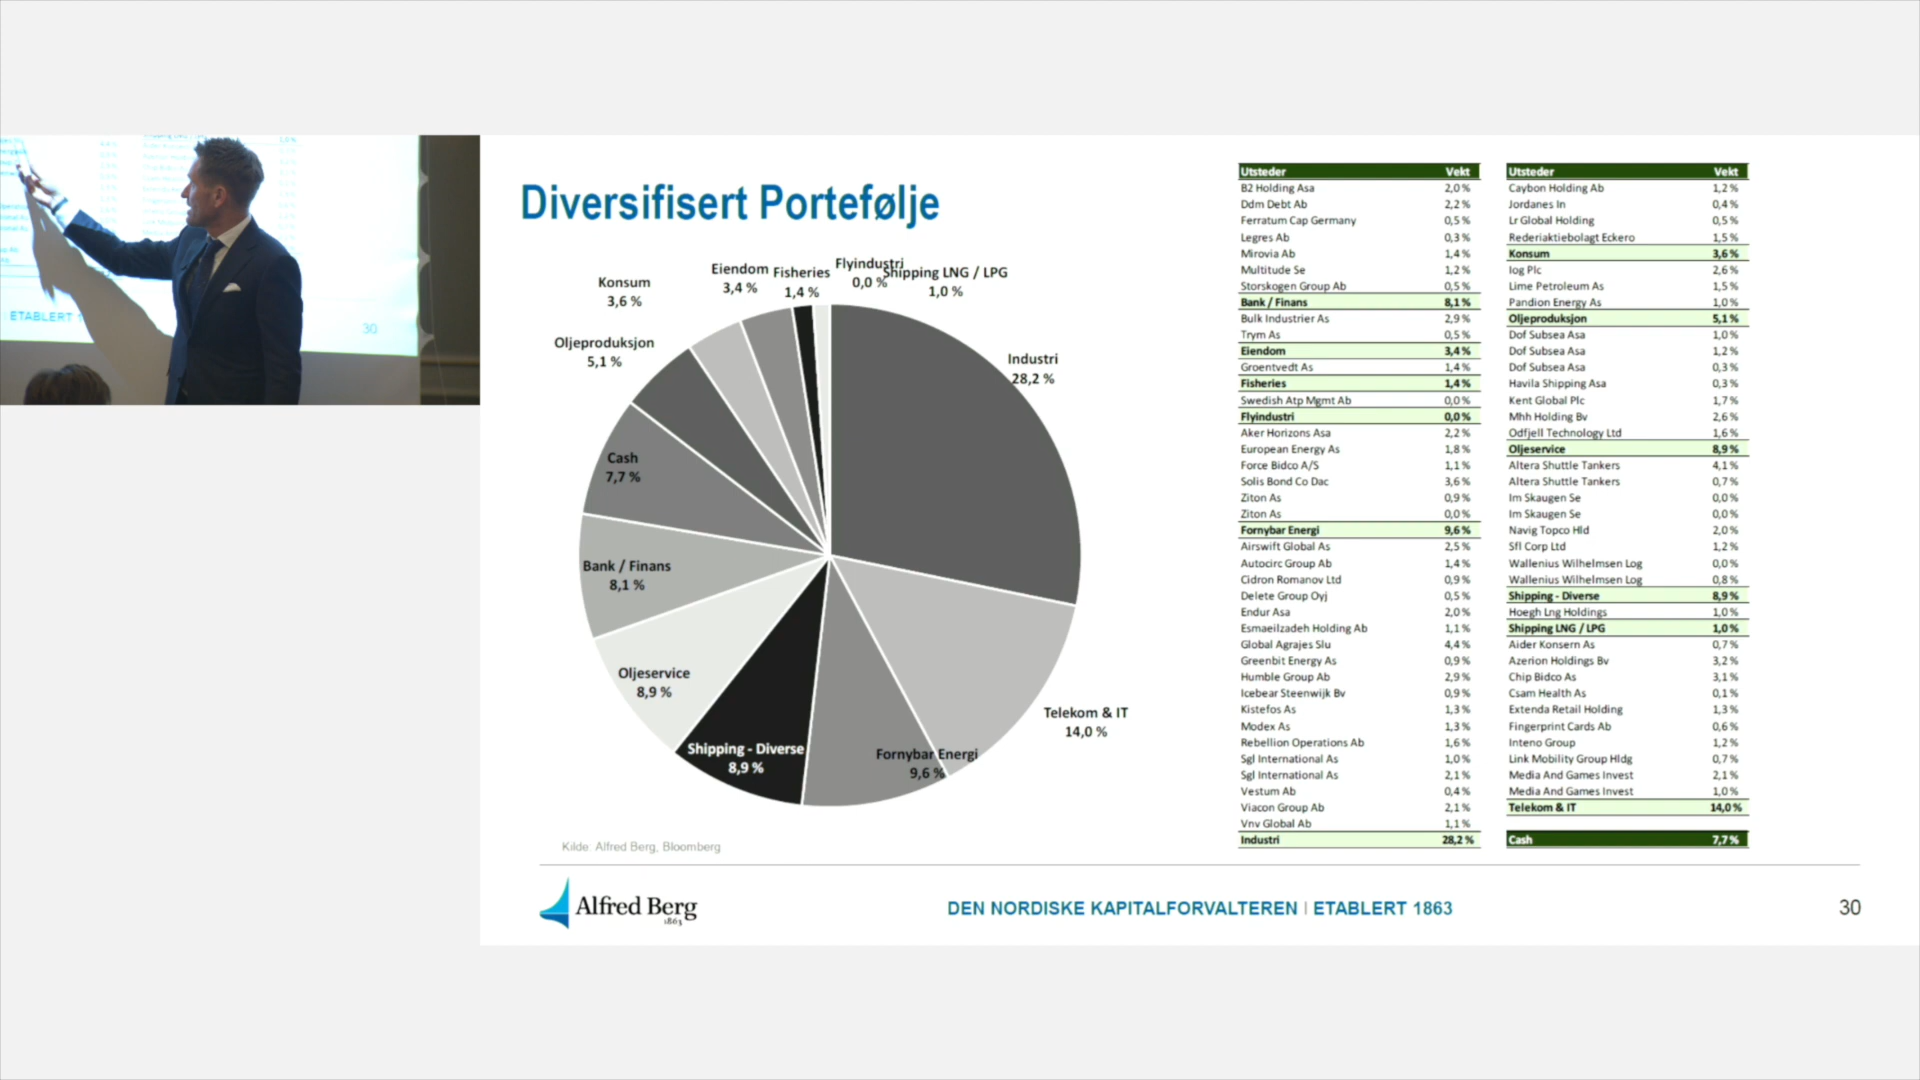 ETABLERT 1
30
Diversifisert Portefølje
Konsum
3,6 %
Eiendom
3,4 %
Fisheries
1,4 %
Flyindustri
0,0 %
Shipping LNG / LPG
1,0 %
Oljeproduksjon
5,1 %
Industri
28,2 %
Cash
7,7 %
Bank / Finans
8,1 %
Oljeservice
8,9 %
Shipping - Diverse
8,9 %
Fornybar Energi
9,6 %
Telekom & IT
14,0 %
Utsteder Vekt
B2 Holding Asa 2,0 %
Ddm Debt Ab 2,2 %
Ferratum Cap Germany 0,5 %
Legres Ab 0,3 %
Mirovia Ab 1,4 %
Multitude Se 1,2 %
Storskogen Group Ab 0,5 %
Bank / Finans 8,1 %
Bulk Industrier As 2,9 %
Trym As 0,5 %
Eiendom 3,4 %
Groentvedt As 1,4 %
Fisheries 1,4 %
Swedish Atp Mgmt Ab 0,0 %
Flyindustri 0,0 %
Aker Horizons Asa 2,2 %
European Energy As 1,8 %
Force Bidco A/S 1,1 %
Solis Bond Co Dac 3,6 %
Ziton As 0,9 %
Ziton As 0,0 %
Fornybar Energi 9,6 %
Airswift Global As 2,5 %
Autocirc Group Ab 1,4 %
Cidron Romanov Ltd 0,9 %
Delete Group Oyj 0,5 %
Endur Asa 2,0 %
Esmaeilzadeh Holding Ab 1,1 %
Global Agrajes Slu 4,4 %
Greenbit Energy As 0,9 %
Humble Group Ab 2,9 %
Icebear Steenwijk Bv 0,9 %
Kistefos As 1,3 %
Modex As 1,3 %
Rebellion Operations Ab 1,6 %
Sgl International As 1,0 %
Sgl International As 2,1 %
Vestum Ab 0,4 %
Viacon Group Ab 2,1 %
Vnv Global Ab 1,1 %
Industri 28,2 %
Utsteder Vekt
Caybon Holding Ab 1,2 %
Jordanes In 0,4 %
Lr Global Holding 0,5 %
Rederiaktiebolagt Eckero 1,5 %
Konsum 3,6 %
Iog Plc 2,6 %
Lime Petroleum As 1,5 %
Pandion Energy As 1,0 %
Oljeproduksjon 5,1 %
Dof Subsea Asa 1,0 %
Dof Subsea Asa 1,2 %
Dof Subsea Asa 0,3 %
Havila Shipping Asa 0,3 %
Kent Global Plc 1,7 %
Mhh Holding Bv 2,6 %
Odfjell Technology Ltd 1,6 %
Oljeservice 8,9 %
Altera Shuttle Tankers 4,1 %
Altera Shuttle Tankers 0,7 %
Im Skaugen Se 0,0 %
Im Skaugen Se 0,0 %
Navig Topco Hld 2,0 %
Sfl Corp Ltd 1,2 %
Wallenius Wilhelmsen Log 0,0 %
Wallenius Wilhelmsen Log 0,8 %
Shipping - Diverse 8,9 %
Hoegh Lng Holdings 1,0 %
Shipping LNG / LPG 1,0 %
Aider Konsern As 0,7 %
Azerion Holdings Bv 3,2 %
Chip Bidco As 3,1 %
Csam Health As 0,1 %
Extenda Retail Holding 1,3 %
Fingerprint Cards Ab 0,6 %
Inteno Group 1,2 %
Link Mobility Group Hldg 0,7 %
Media And Games Invest 2,1 %
Media And Games Invest 1,0 %
Telekom & IT 14,0 %
Cash 7,7 %
Kilde Alfred Berg, Bloomberg
Alfred Berg
1863
DEN NORDISKE KAPITALFORVALTEREN | ETABLERT 1863
30